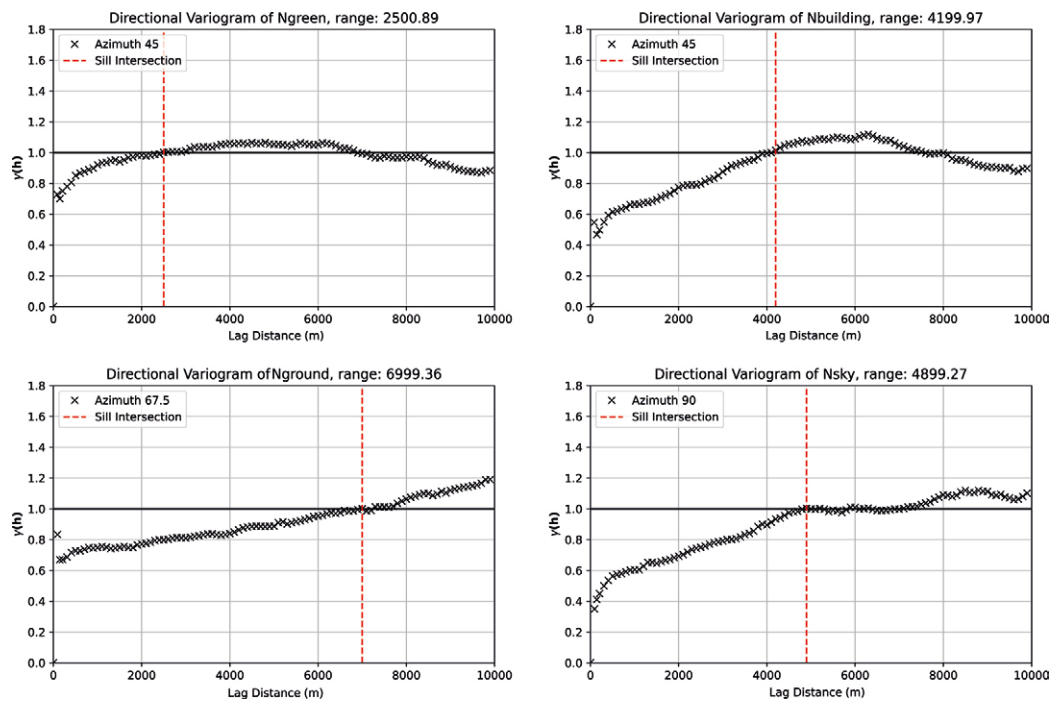 Directional Variogram of Ngreen, range: 2500.89
1.8
1.6
1.4
1.2
1.0
0.8
0.6
0.4
0.2
0.0
γ(h)
Azimuth 45
Sill Intersection
0 2000 4000 6000 8000 10000
Lag Distance (m)
Directional Variogram of Nbuilding, range: 4199.97
1.8
1.6
1.4
1.2
1.0
0.8
0.6
0.4
0.2
0.0
γ(h)
Azimuth 45
Sill Intersection
0 2000 4000 6000 8000 10000
Lag Distance (m)
Directional Variogram of Nground, range: 6999.36
1.8
1.6
1.4
1.2
1.0
0.8
0.6
0.4
0.2
0.0
γ(h)
Azimuth 67.5
Sill Intersection
0 2000 4000 6000 8000 10000
Lag Distance (m)
Directional Variogram of Nsky, range: 4899.27
1.8
1.6
1.4
1.2
1.0
0.8
0.6
0.4
0.2
0.0
γ(h)
Azimuth 90
Sill Intersection
0 2000 4000 6000 8000 10000
Lag Distance (m)